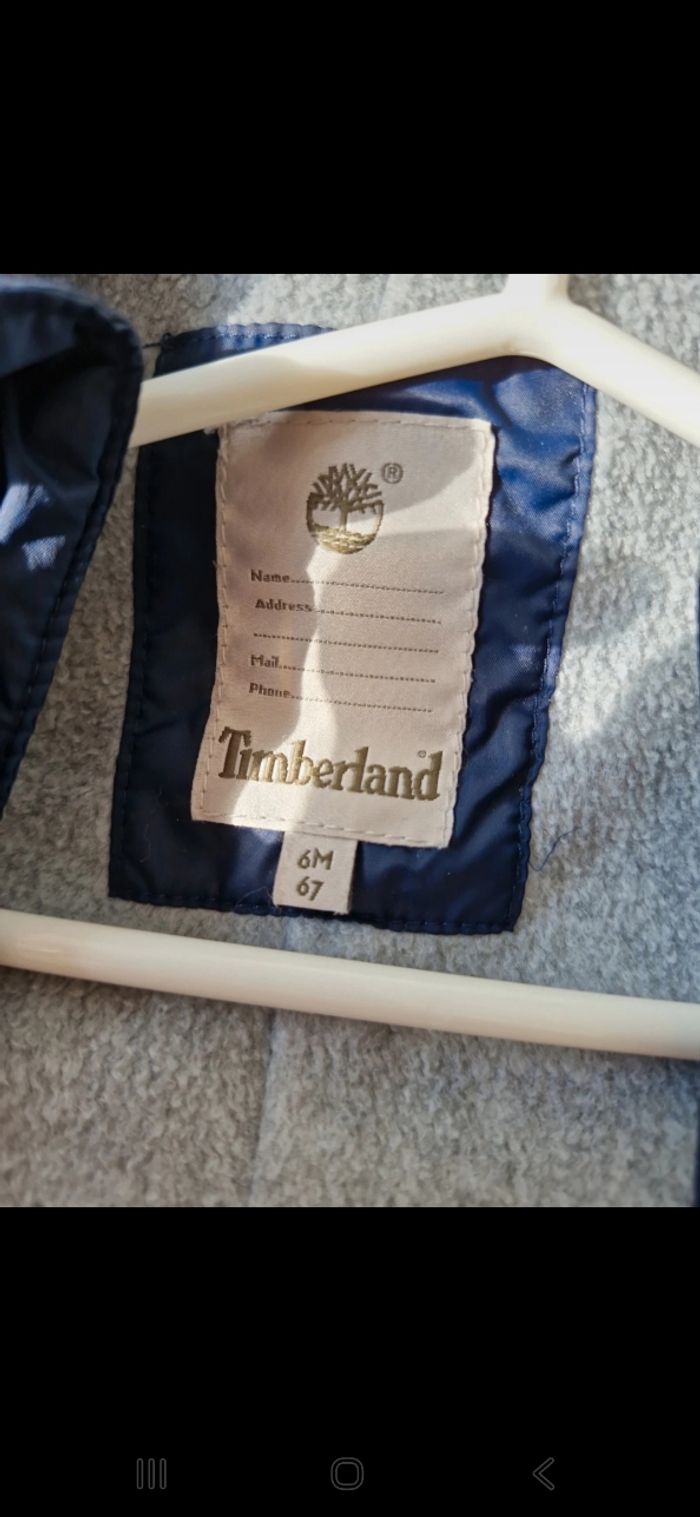 ®
Name
Address
Mail
Phone
Timberland®
6M
67